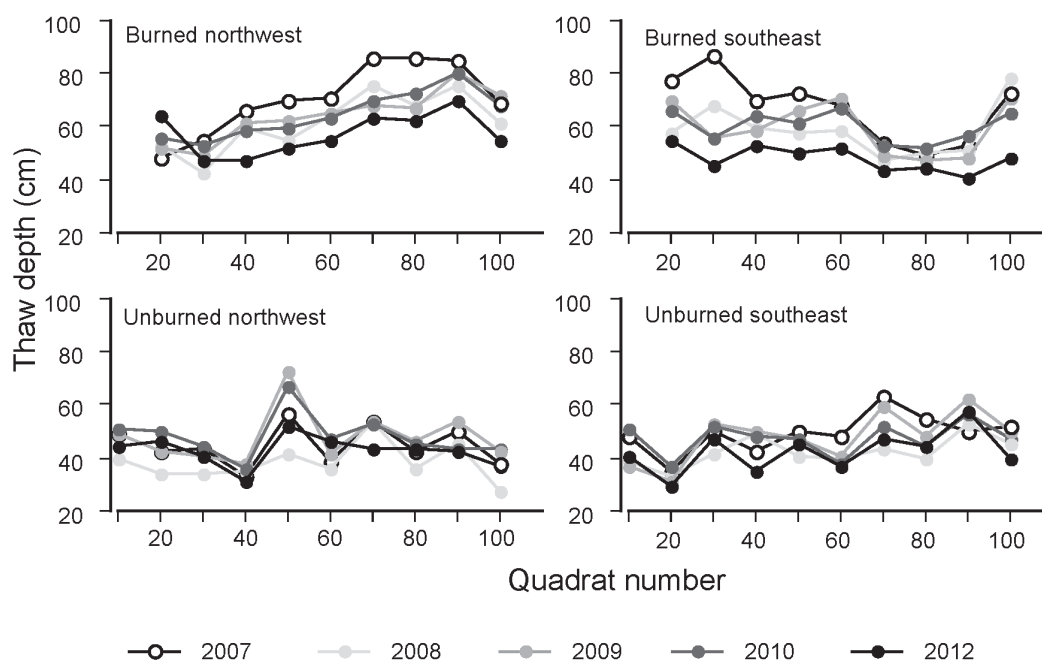 Burned northwest
100
80
60
40
20
20 40 60 80 100
Burned southeast
100
80
60
40
20
20 40 60 80 100
Unburned northwest
100
80
60
40
20
20 40 60 80 100
Unburned southeast
100
80
60
40
20
20 40 60 80 100
Thaw depth (cm)
Quadrat number
2007 2008 2009 2010 2012